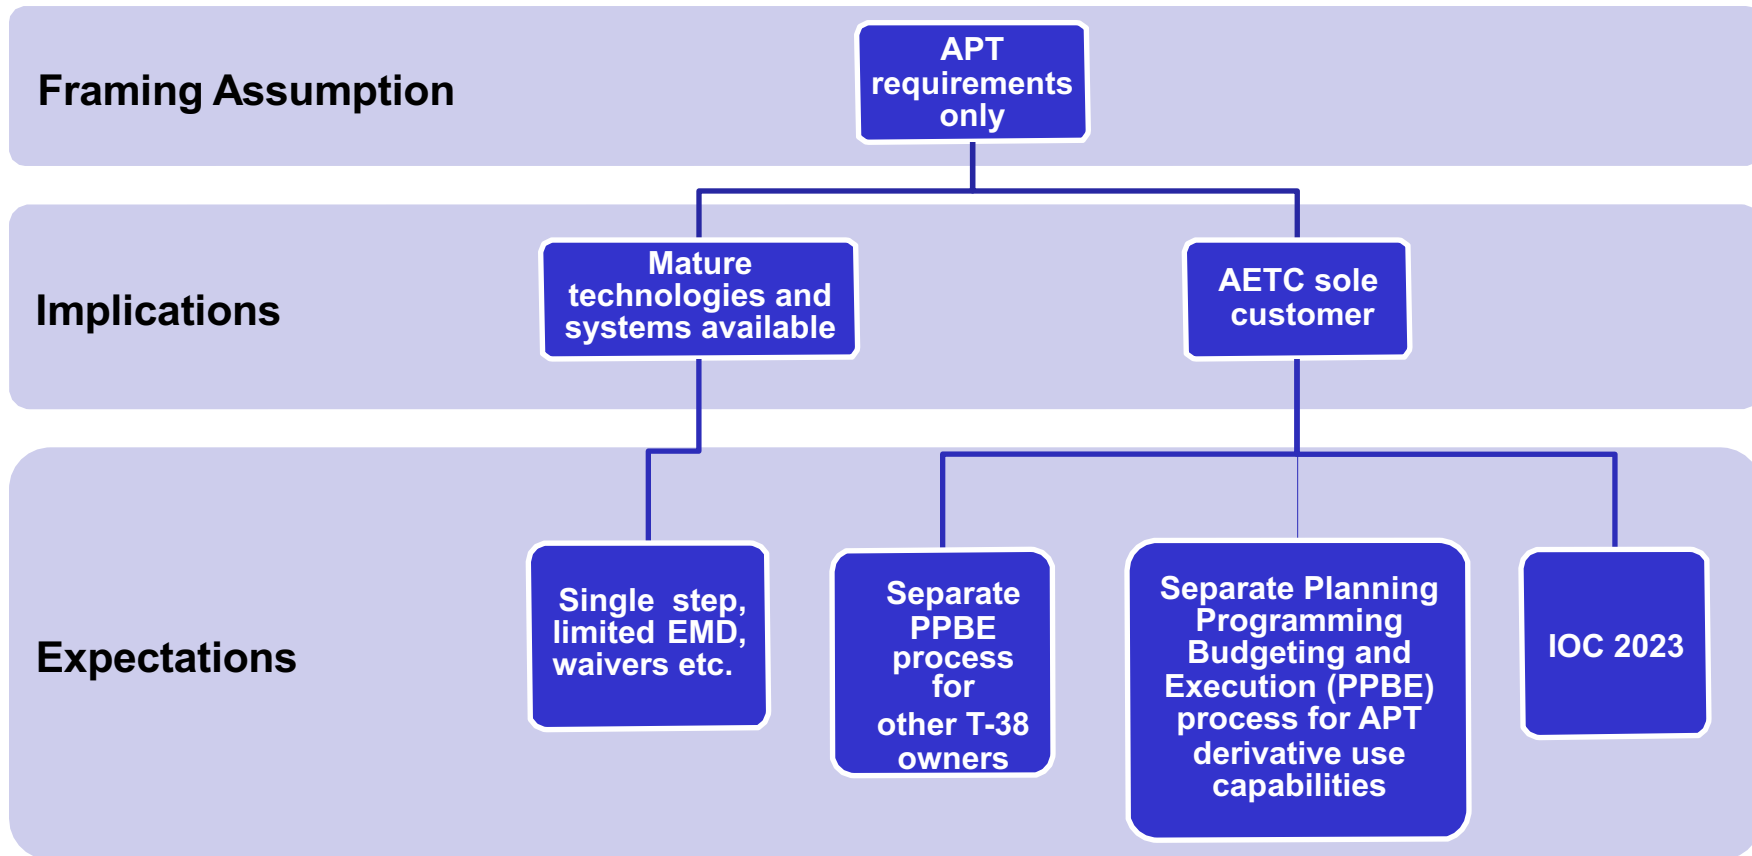 Framing Assumption
APT
requirements
only
Implications
Mature
technologies and
systems available
AETC sole
customer
Expectations
Single step,
limited EMD,
waivers etc.
Separate
PPBE
process
for
other T-38
owners
Separate Planning
Programming
Budgeting and
Execution (PPBE)
process for APT
derivative use
capabilities
IOC 2023